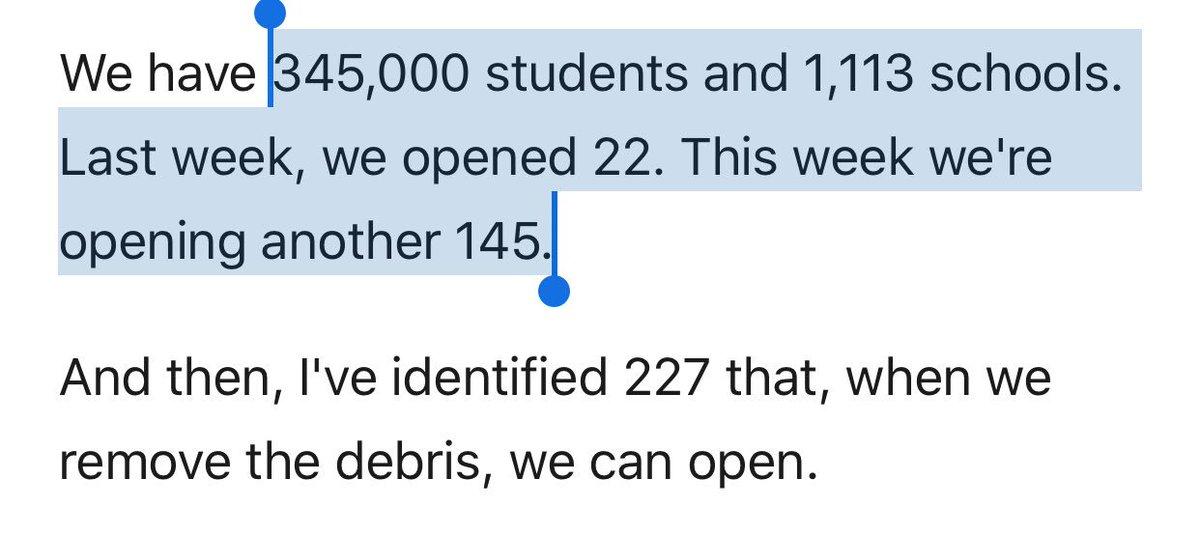 We have 345,000 students and 1,113 schools.
Last week, we opened 22. This week we're
opening another 145.
And then, I've identified 227 that, when we
remove the debris, we can open.